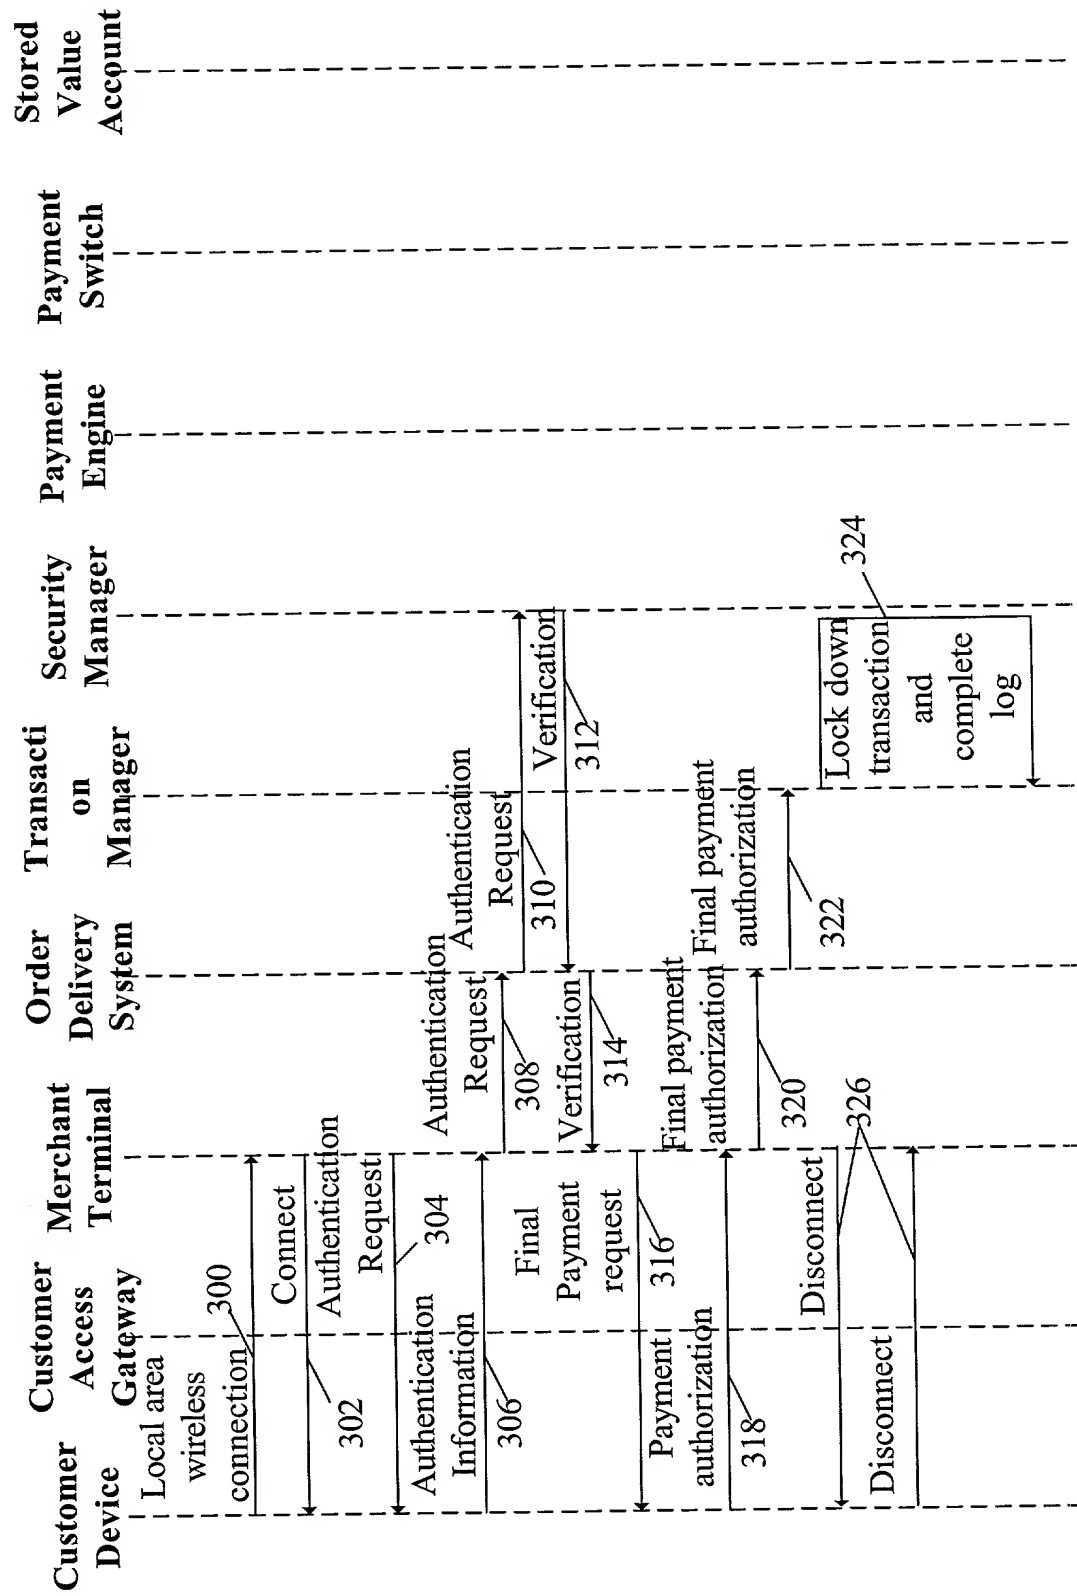 Customer
Device
Customer
Access
Gateway
Merchant
Terminal
Order
Delivery
System
Transacti
on
Manager
Security
Manager
Payment
Engine
Payment
Switch
Stored
Value
Account
Local area
wireless
connection
300
Connect
302
Authentication
Request
304
Authentication
Information
306
Authentication
Request
308
Authentication
Request
310
Verification
312
Verification
314
Final
Payment
request
316
Payment
authorization
318
Final payment
authorization
320
Final payment
authorization
322
Lock down
transaction
and
complete
log
324
Disconnect
Disconnect
326